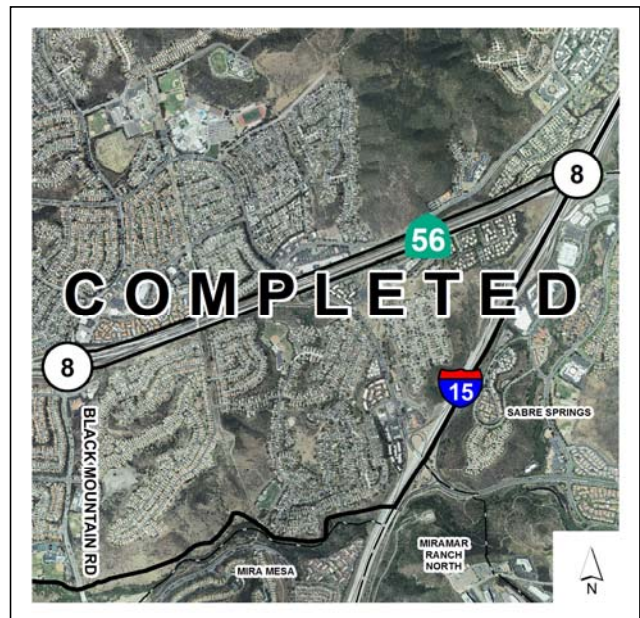 8
56
COMPLETED
8
15
BLACK MOUNTAIN RD
SABRE SPRINGS
MIRAMAR
RANCH
NORTH
MIRA MESA
N